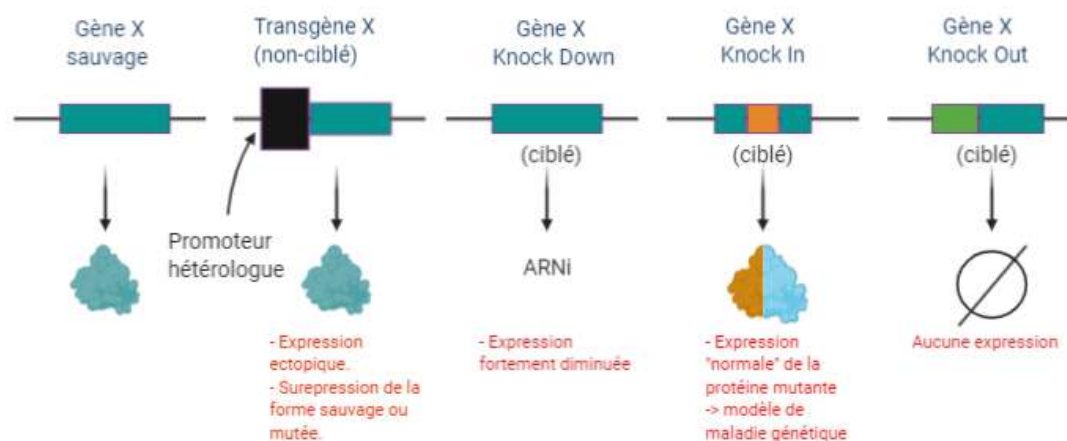 Gène X
sauvage
Transgène X
(non-ciblé)
Gène X
Knock Down
Gène X
Knock In
Gène X
Knock Out
(ciblé)
(ciblé)
(ciblé)
Promoteur
hétérologue
ARNi
- Expression
ectopique.
- Surepression de la
forme sauvage ou
mutée.
- Expression
fortement diminuée
- Expression
"normale" de la
protéine mutante
-> modèle de
maladie génétique
Aucune expression